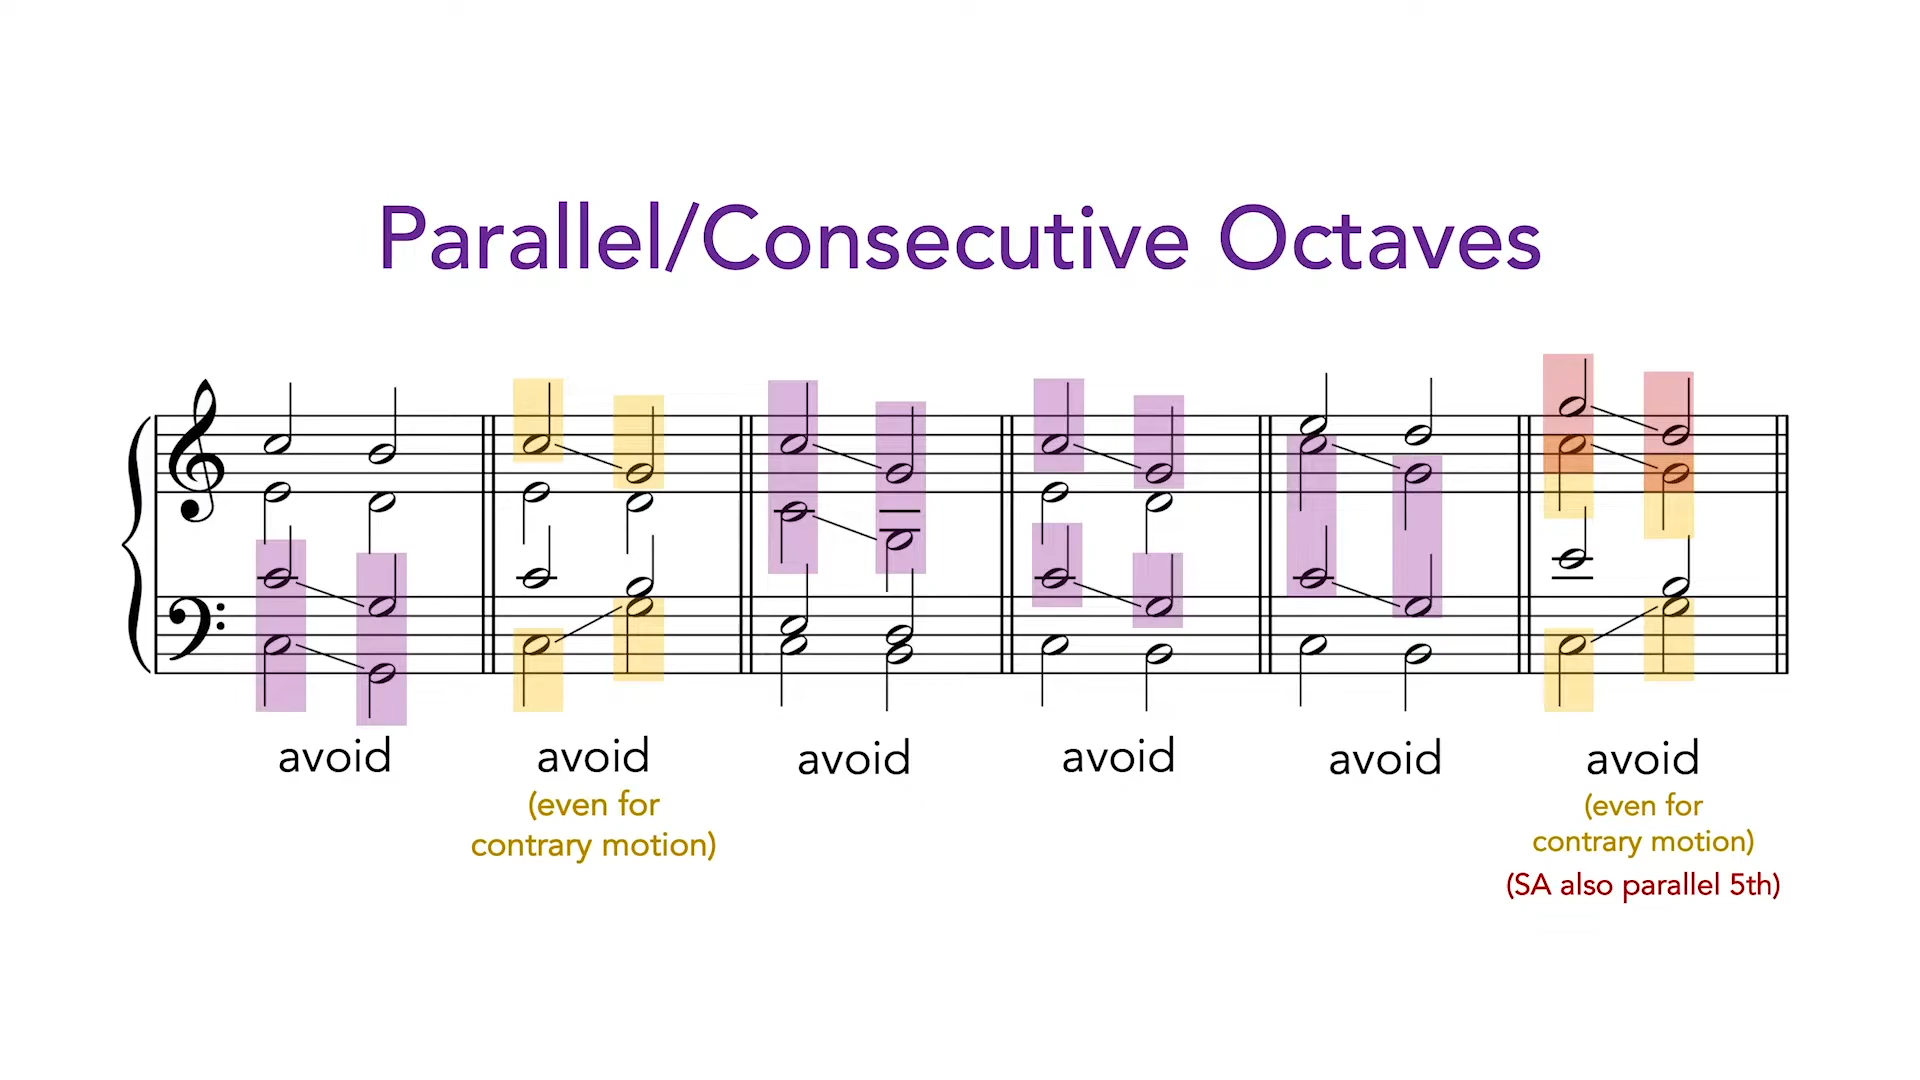 Parallel/Consecutive Octaves
avoid avoid avoid avoid avoid avoid
(even for
contrary motion)
(even for
contrary motion)
(SA also parallel 5th)